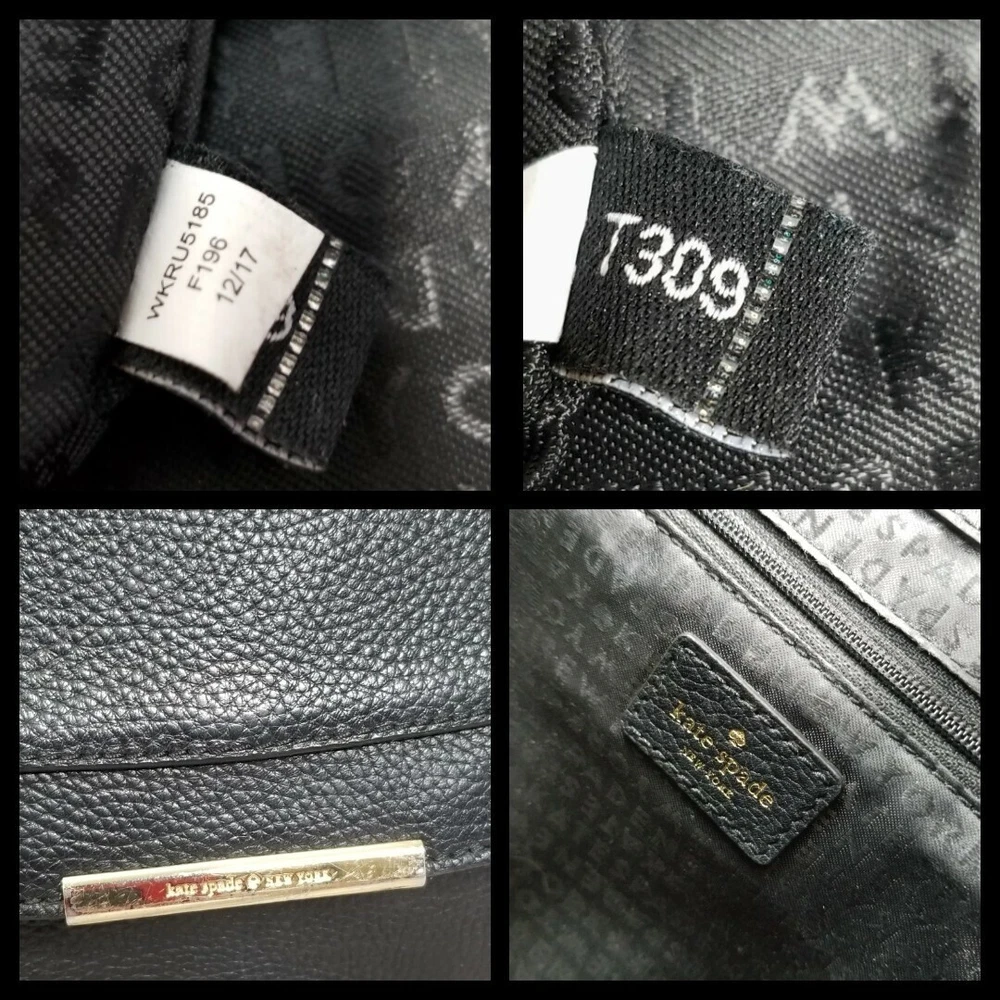 WKRU5185
F196
12/17
T309
kate spade NEW YORK
kate spade
NEW YORK